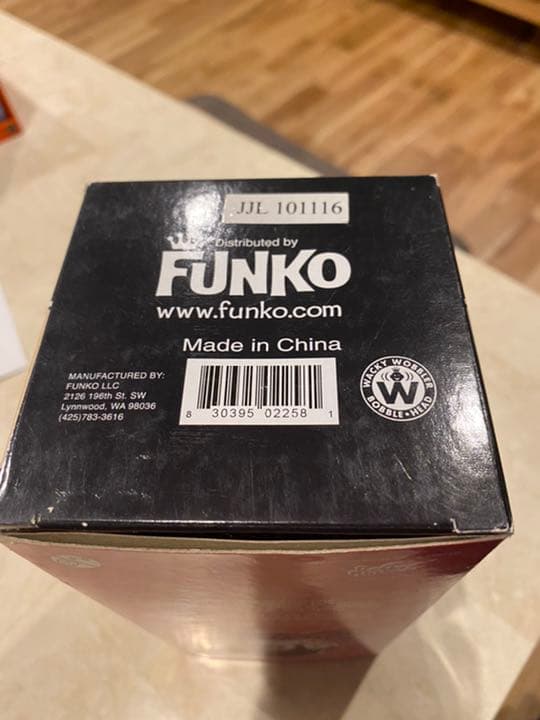 JJL 101116
Distributed by
FUNKO
www.funko.com
Made in China
MANUFACTURED BY:
FUNKO LLC
2126 196th St. SW
Lynnwood, WA 98036
(425)783-3616
8 30395 02258 1
WACKY WOBBLER
W
BOBBLE-HEAD